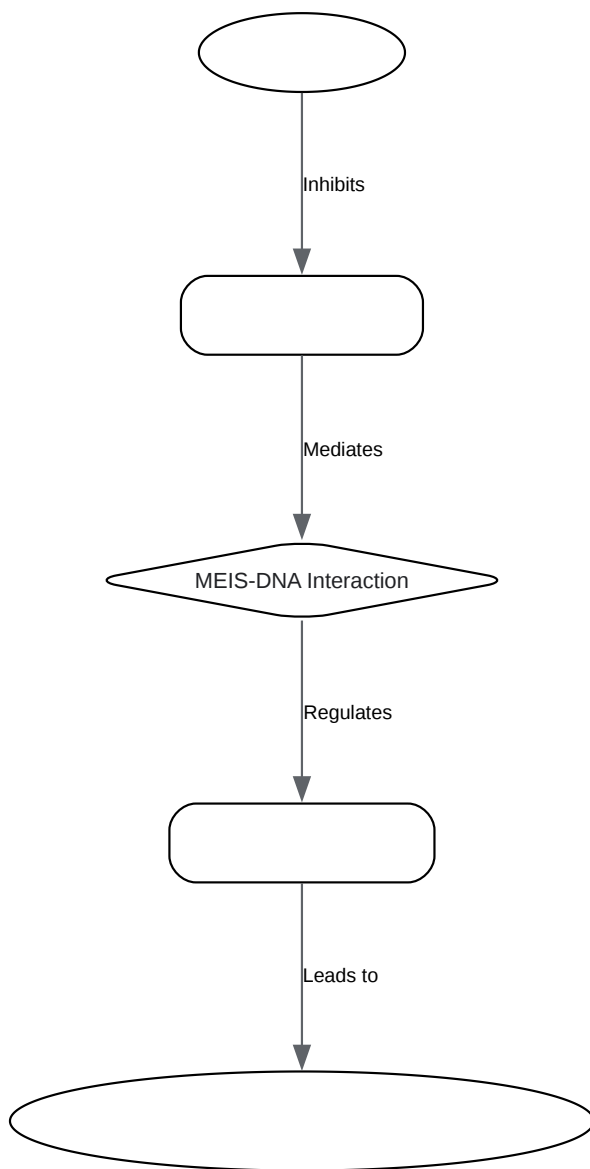 Inhibits
Mediates
MEIS-DNA Interaction
Regulates
Leads to